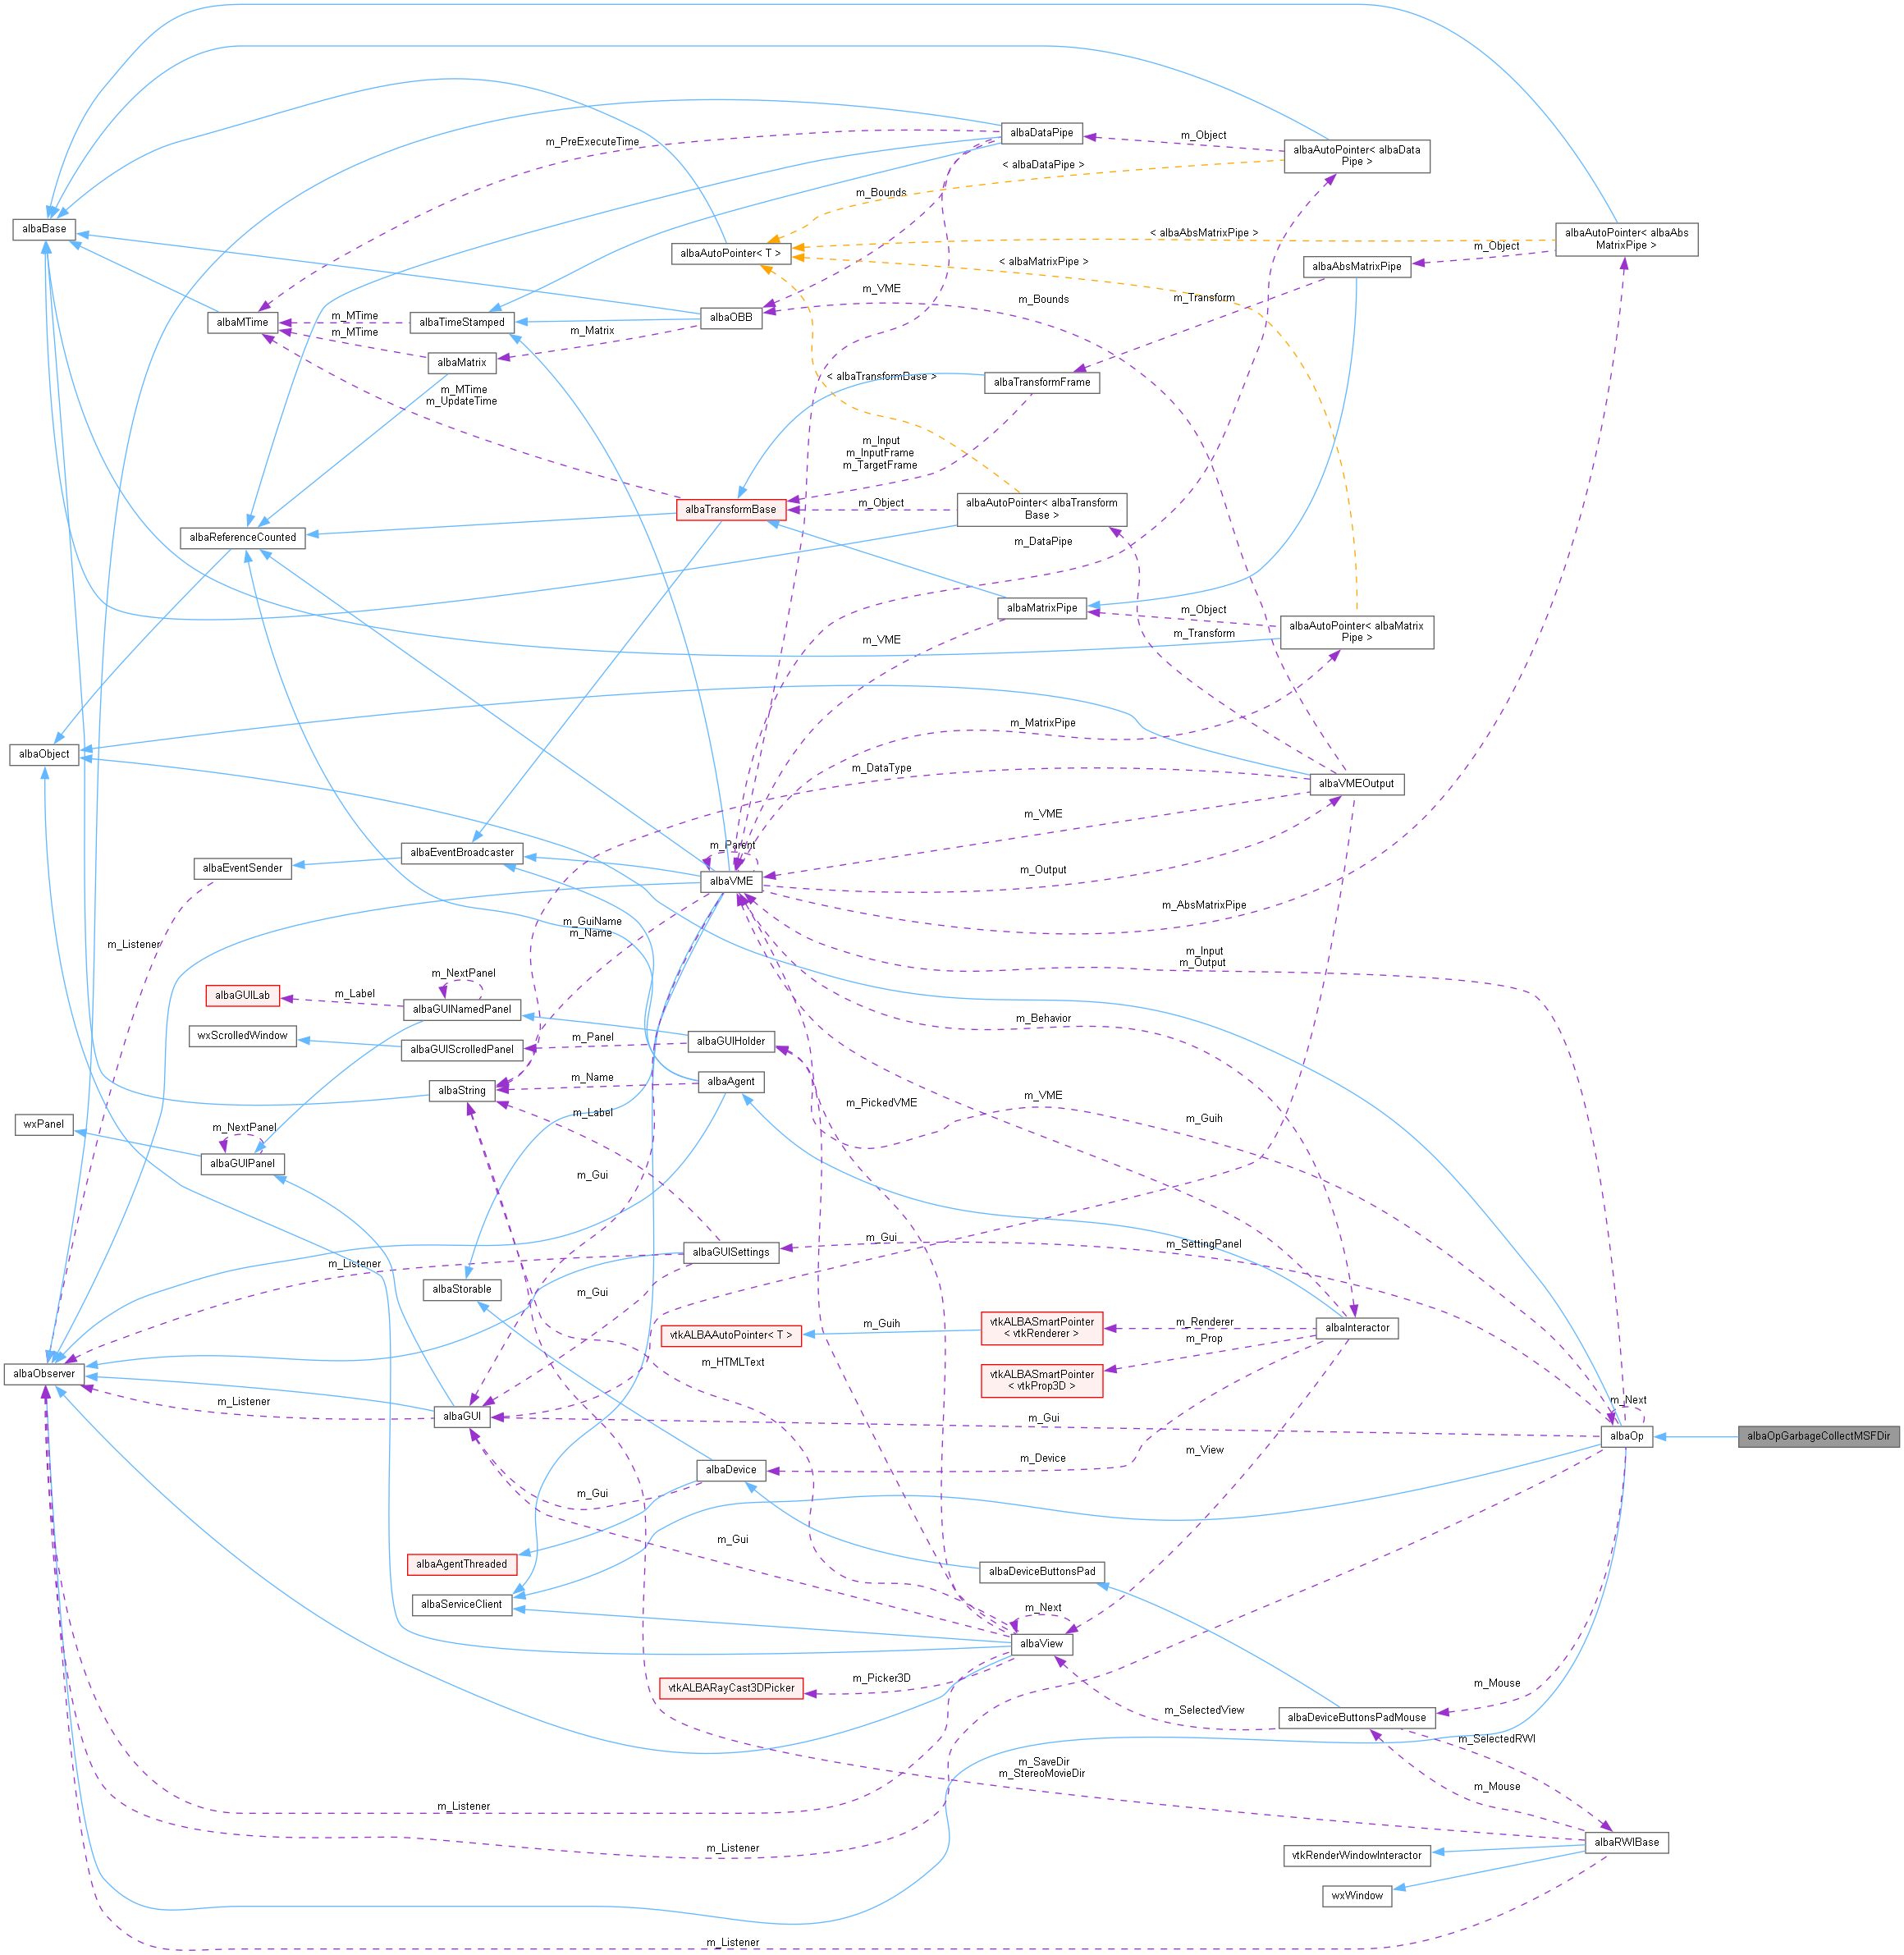 albaDataPipe
m_PreExecuteTime
m_Object
albaAutoPointer< albaData
Pipe >
< albaDataPipe >
m_Bounds
albaBase
albaAutoPointer< albaAbs
MatrixPipe >
< albaAbsMatrixPipe >
m_Object
albaAutoPointer< T >
< albaMatrixPipe >
albaAbsMatrixPipe
m_VME
m_Bounds
m_Transform
albaMTime
m_MTime
albaTimeStamped
albaOBB
m_MTime
m_Matrix
albaMatrix
< albaTransformBase >
albaTransformFrame
m_MTime
m_UpdateTime
m_Input
m_InputFrame
m_TargetFrame
albaTransformBase
m_Object
albaAutoPointer< albaTransform
Base >
albaReferenceCounted
m_DataPipe
albaMatrixPipe
m_Object
albaAutoPointer< albaMatrix
Pipe >
m_VME
m_Transform
m_MatrixPipe
albaObject
m_DataType
albaVMEOutput
m_VME
albaEventBroadcaster
m_Parent
albaEventSender
albaVME
m_Output
m_AbsMatrixPipe
m_GuiName
m_Name
m_Listener
m_Input
m_Output
m_NextPanel
albaGUILab
m_Label
albaGUINamedPanel
m_Behavior
wxScrolledWindow
albaGUIScrolledPanel
m_Panel
albaGUIHolder
albaString
m_Name
albaAgent
m_PickedVME
m_VME
m_Guih
m_Label
wxPanel
m_NextPanel
albaGUIPanel
m_Gui
m_Gui
m_SettingPanel
albaGUISettings
m_Listener
albaStorable
m_Gui
vtkALBAAutoPointer< T >
m_Guih
vtkALBASmartPointer
< vtkRenderer >
m_Renderer
albaInteractor
m_Prop
vtkALBASmartPointer
< vtkProp3D >
m_HTMLText
albaObserver
m_Listener
albaGUI
m_Gui
m_Next
albaOp
albaOpGarbageCollectMSFDir
m_View
m_Device
albaDevice
m_Gui
m_Gui
albaAgentThreaded
albaDeviceButtonsPad
albaServiceClient
m_Next
albaView
m_Picker3D
vtkALBARayCast3DPicker
m_Mouse
m_SelectedView
albaDeviceButtonsPadMouse
m_SelectedRWI
m_SaveDir
m_StereoMovieDir
m_Mouse
m_Listener
albaRWIBase
m_Listener
vtkRenderWindowInteractor
wxWindow
m_Listener